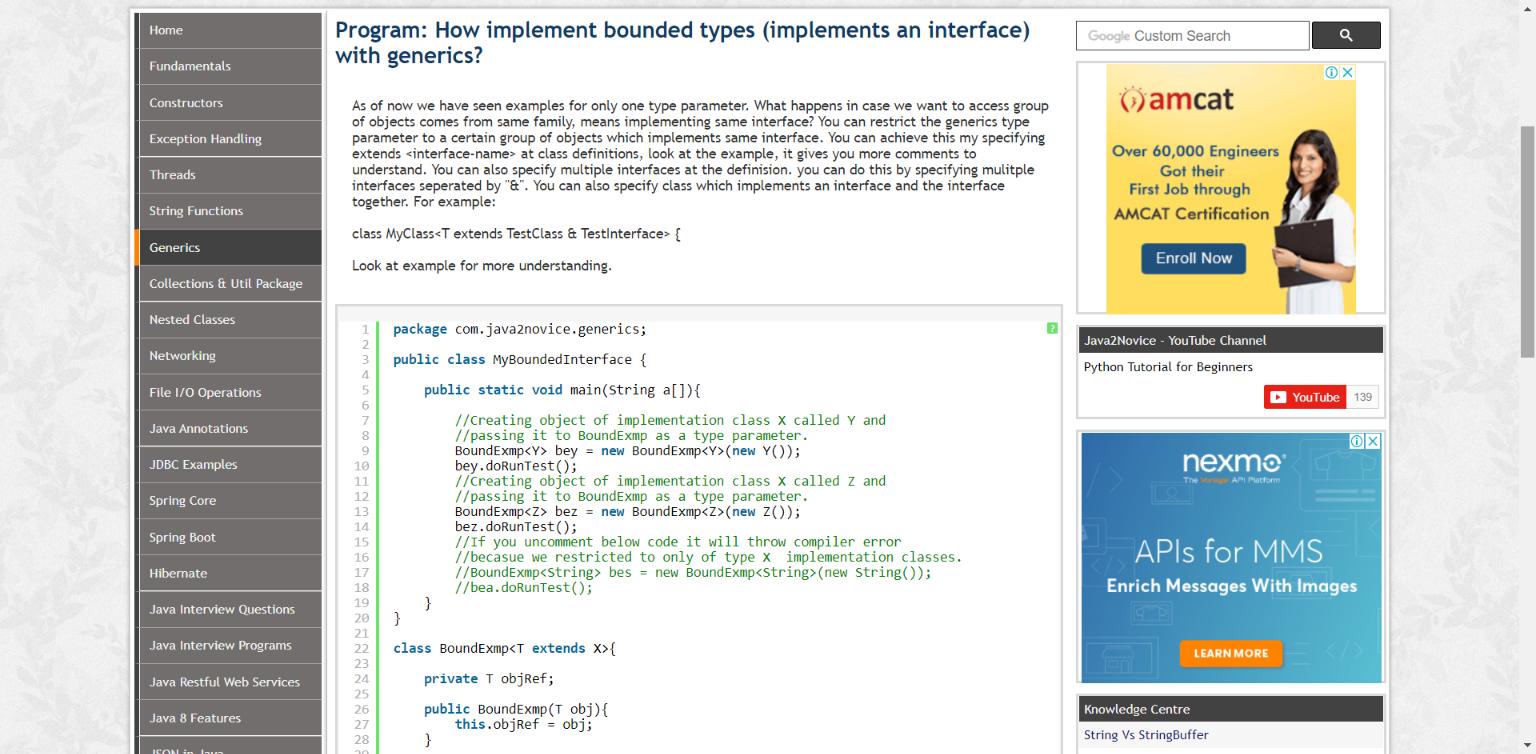 Home
Fundamentals
Constructors
Exception Handling
Threads
String Functions
Generics
Collections & Util Package
Nested Classes
Networking
File I/O Operations
Java Annotations
JDBC Examples
Spring Core
Spring Boot
Hibernate
Java Interview Questions
Java Interview Programs
Java Restful Web Services
Java 8 Features
JSON in Java
Program: How implement bounded types (implements an interface)
with generics?
As of now we have seen examples for only one type parameter. What happens in case we want to access group
of objects comes from same family, means implementing same interface? You can restrict the generics type
parameter to a certain group of objects which implements same interface. You can achieve this my specifying
extends <interface-name> at class definitions, look at the example, it gives you more comments to
understand. You can also specify multiple interfaces at the definision. you can do this by specifying mulitple
interfaces seperated by "&". You can also specify class which implements an interface and the interface
together. For example:
class MyClass<T extends TestClass & TestInterface> {
Look at example for more understanding.
?
1 package com.java2novice.generics;
2
3 public class MyBoundedInterface {
4
5 public static void main(String a[]){
6
7 //Creating object of implementation class X called Y and
8 //passing it to BoundExmp as a type parameter.
9 BoundExmp<Y> bey = new BoundExmp<Y>(new Y());
10 bey.doRunTest();
11 //Creating object of implementation class X called Z and
12 //passing it to BoundExmp as a type parameter.
13 BoundExmp<Z> bez = new BoundExmp<Z>(new Z());
14 bez.doRunTest();
15 //If you uncomment below code it will throw compiler error
16 //becasue we restricted to only of type X  implementation classes.
17 //BoundExmp<String> bes = new BoundExmp<String>(new String());
18 //bea.doRunTest();
19 }
20 }
21
22 class BoundExmp<T extends X>{
23
24 private T objRef;
25
26 public BoundExmp(T obj){
27 this.objRef = obj;
28 }
Google Custom Search
amcat
Over 60,000 Engineers
Got their
First Job through
AMCAT Certification
Enroll Now
Java2Novice - YouTube Channel
Python Tutorial for Beginners
YouTube 139
nexmo
The Vonage API Platform
APIs for MMS
Enrich Messages With Images
LEARN MORE
Knowledge Centre
String Vs StringBuffer